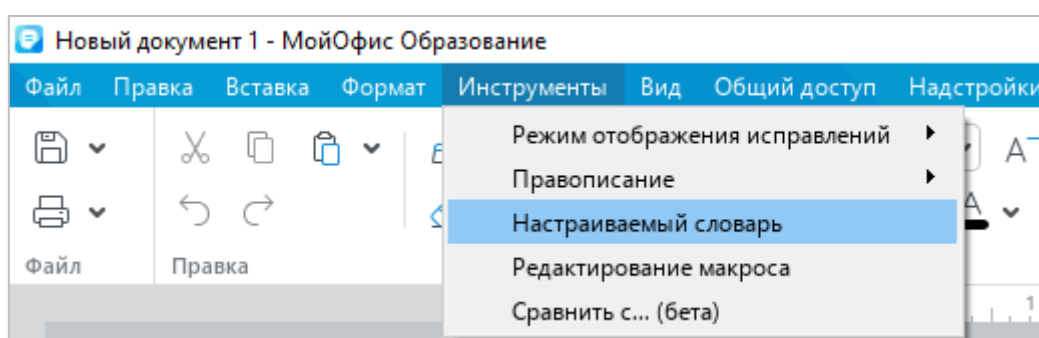 Новый документ 1 - МойОфис Образование
Файл Правка Вставка Формат Инструменты Вид Общий доступ Надстройки
Режим отображения исправлений
Правописание
Настраиваемый словарь
Редактирование макроса
Сравнить с... (бета)
Файл Правка
A
A
1